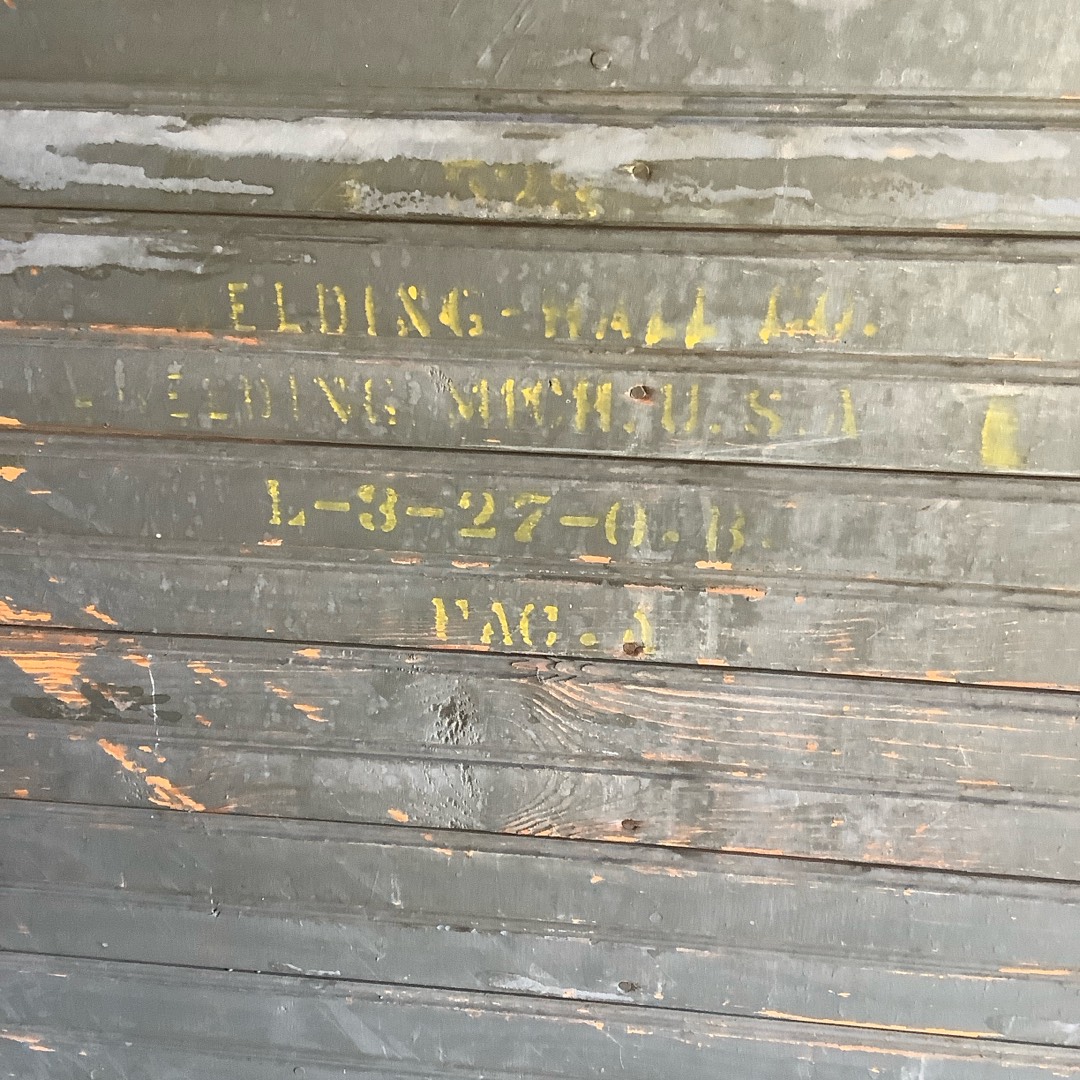 ELDING-HALL CO.
ELDING MICH. U.S.A
L-3-27-O.B.
PAC. A